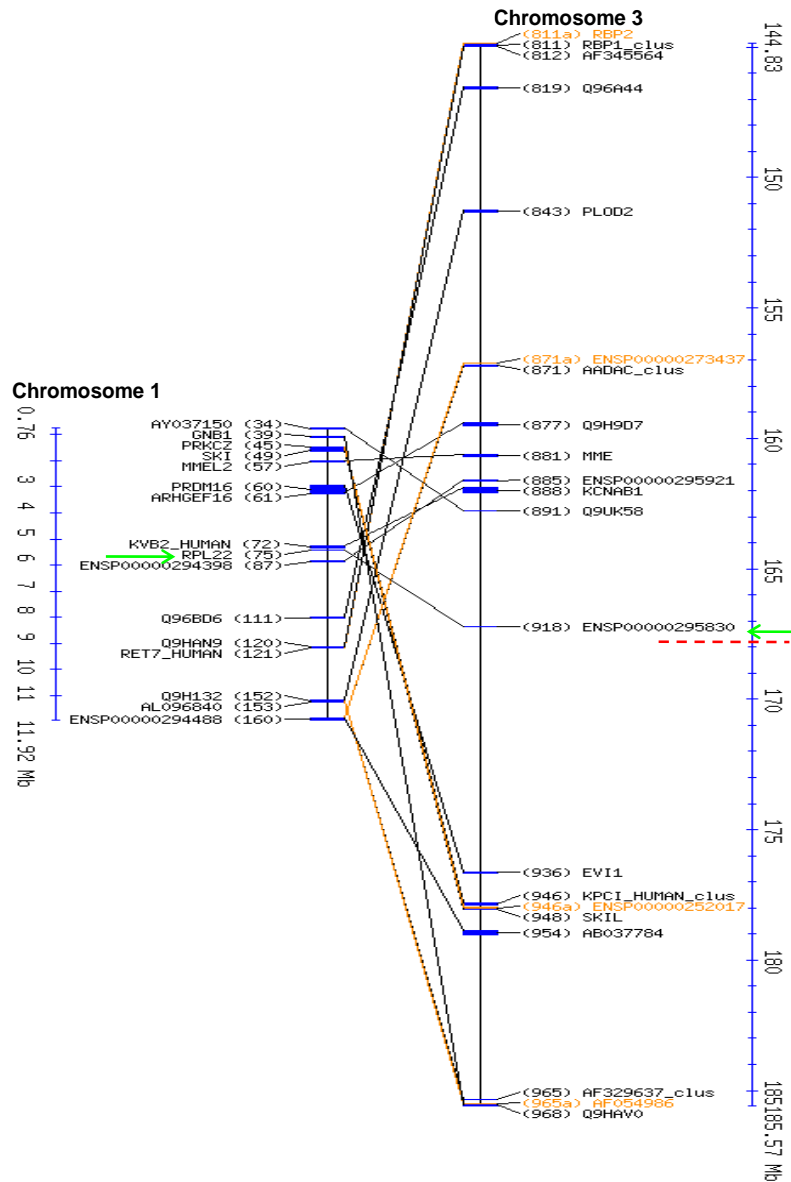 Chromosome 3
(811a) RBP2
(811) RBP1_clus
(812) AF345564
(819) Q96A44
(843) PLOD2
(871a) ENSP00000273437
(871) AADAC_clus
(877) Q9H9D7
(881) MME
(885) ENSP00000295921
(888) KCNAB1
(891) Q9UK58
(918) ENSP00000295830
(936) EVI1
(946) KPCI_HUMAN_clus
(946a) ENSP00000252017
(948) SKIL
(954) AB037784
(965) AF329637_clus
(965a) AF054986
(968) Q9HAV0
144.83
150
155
160
165
170
175
180
185
185.57 Mb
Chromosome 1
AY037150 (34)
GNB1 (39)
PRKCZ (45)
SKI (49)
MMEL2 (57)
PRDM16 (60)
ARHGEF16 (61)
KVB2_HUMAN (72)
RPL22 (75)
ENSP00000294398 (87)
Q96BD6 (111)
Q9HAN9 (120)
RET7_HUMAN (121)
Q9H132 (152)
AL096840 (153)
ENSP00000294488 (160)
0.76
3
4
5
6
7
8
9
10
11
11.92 Mb